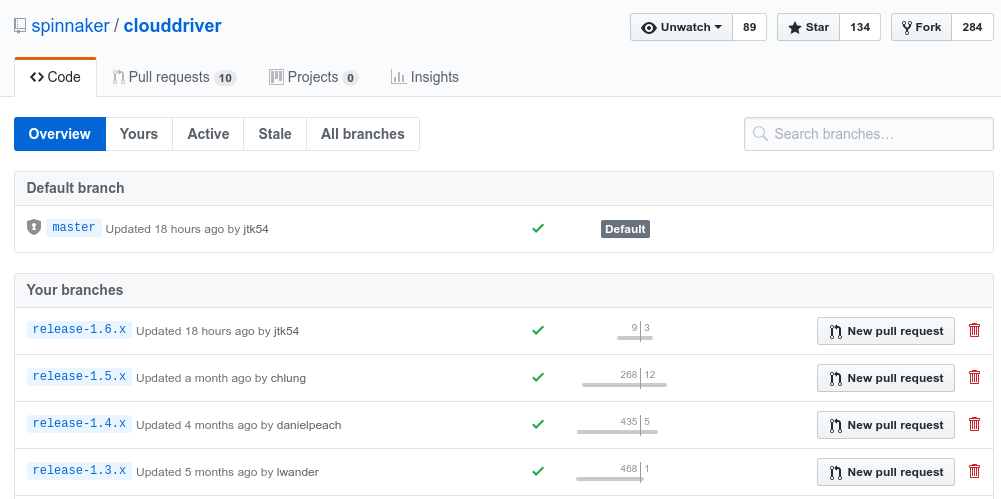 spinnaker / clouddriver Unwatch 89 Star 134 Fork 284
Code Pull requests 10 Projects 0 Insights
Overview Yours Active Stale All branches Search branches…
Default branch
master Updated 18 hours ago by jtk54 Default
Your branches
release-1.6.x Updated 18 hours ago by jtk54 9 3 New pull request
release-1.5.x Updated a month ago by chlung 268 12 New pull request
release-1.4.x Updated 4 months ago by danielpeach 435 5 New pull request
release-1.3.x Updated 5 months ago by lwander 468 1 New pull request